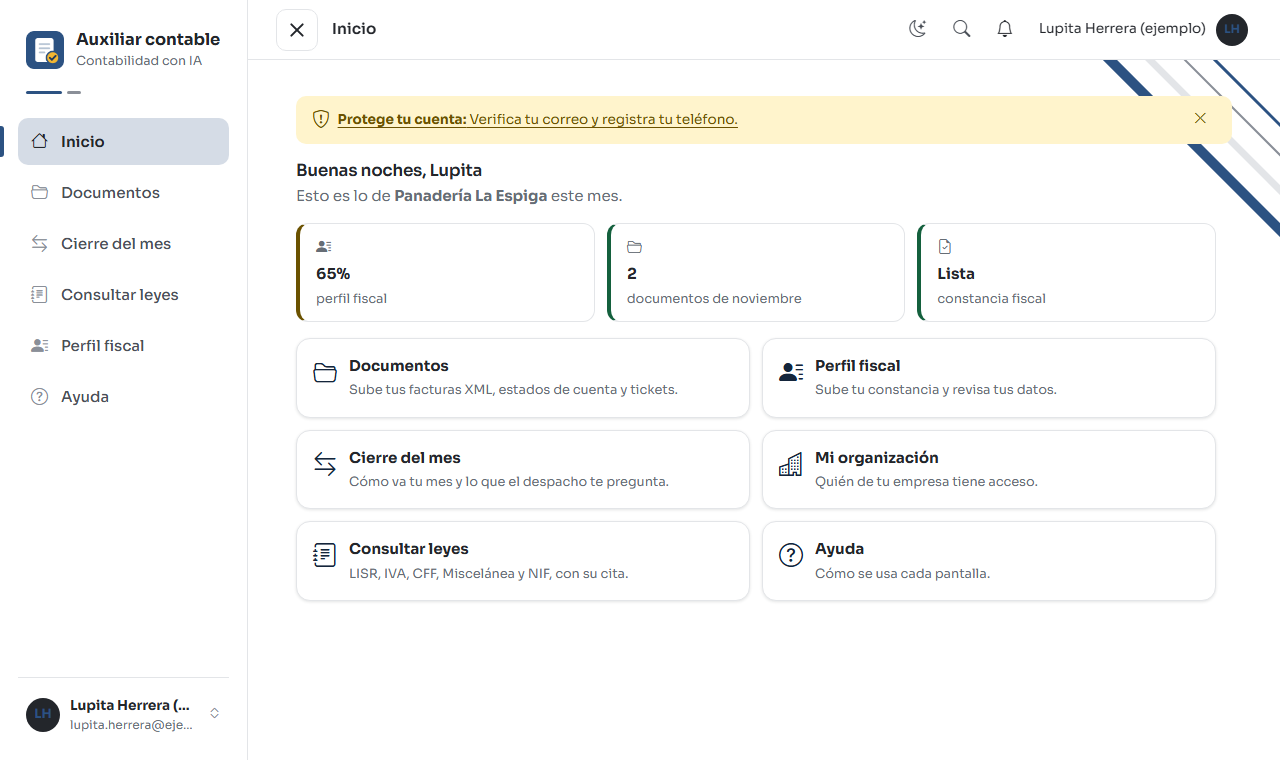 Auxiliar contable
Contabilidad con IA
Inicio
Documentos
Cierre del mes
Consultar leyes
Perfil fiscal
Ayuda
LH
Lupita Herrera (...
lupita.herrera@eje...
Inicio
Lupita Herrera (ejemplo)
LH
Protege tu cuenta: Verifica tu correo y registra tu teléfono.
Buenas noches, Lupita
Esto es lo de Panadería La Espiga este mes.
65%
perfil fiscal
2
documentos de noviembre
Lista
constancia fiscal
Documentos
Sube tus facturas XML, estados de cuenta y tickets.
Perfil fiscal
Sube tu constancia y revisa tus datos.
Cierre del mes
Cómo va tu mes y lo que el despacho te pregunta.
Mi organización
Quién de tu empresa tiene acceso.
Consultar leyes
LISR, IVA, CFF, Miscelánea y NIF, con su cita.
Ayuda
Cómo se usa cada pantalla.